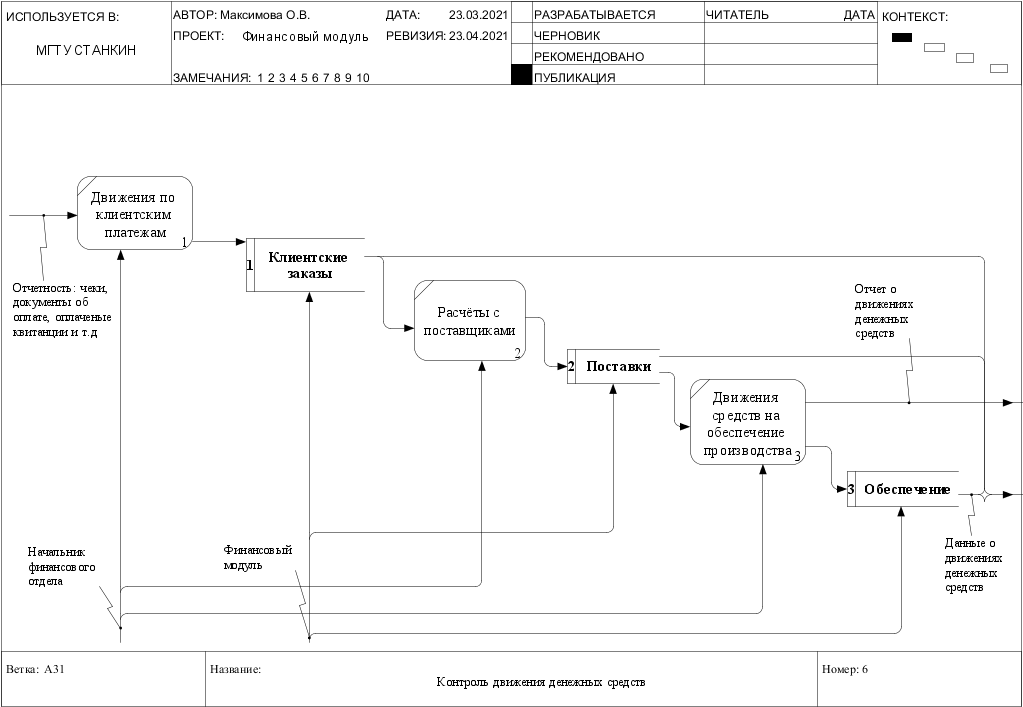 ИСПОЛЬЗУЕТСЯ В:
МГТУ СТАНКИН
АВТОР: Максимова О.В.
ДАТА: 23.03.2021
ПРОЕКТ: Финансовый модуль
РЕВИЗИЯ: 23.04.2021
ЗАМЕЧАНИЯ: 1 2 3 4 5 6 7 8 9 10
РАЗРАБАТЫВАЕТСЯ
ЧЕРНОВИК
РЕКОМЕНДОВАНО
ПУБЛИКАЦИЯ
ЧИТАТЕЛЬ
ДАТА
КОНТЕКСТ:
Движения по
клиентским
платежам
1
Отчетность: чеки,
документы об
оплате, оплаченые
квитанции и т.д
1
Клиентские
заказы
Расчёты с
поставщиками
2
2 Поставки
Отчет о
движениях
денежных
средств
Движения
средств на
обеспечение
производства
3
3 Обеспечение
Данные о
движениях
денежных
средств
Начальник
финансового
отдела
Финансовый
модуль
Ветка: А31
Название:
Контроль движения денежных средств
Номер: 6